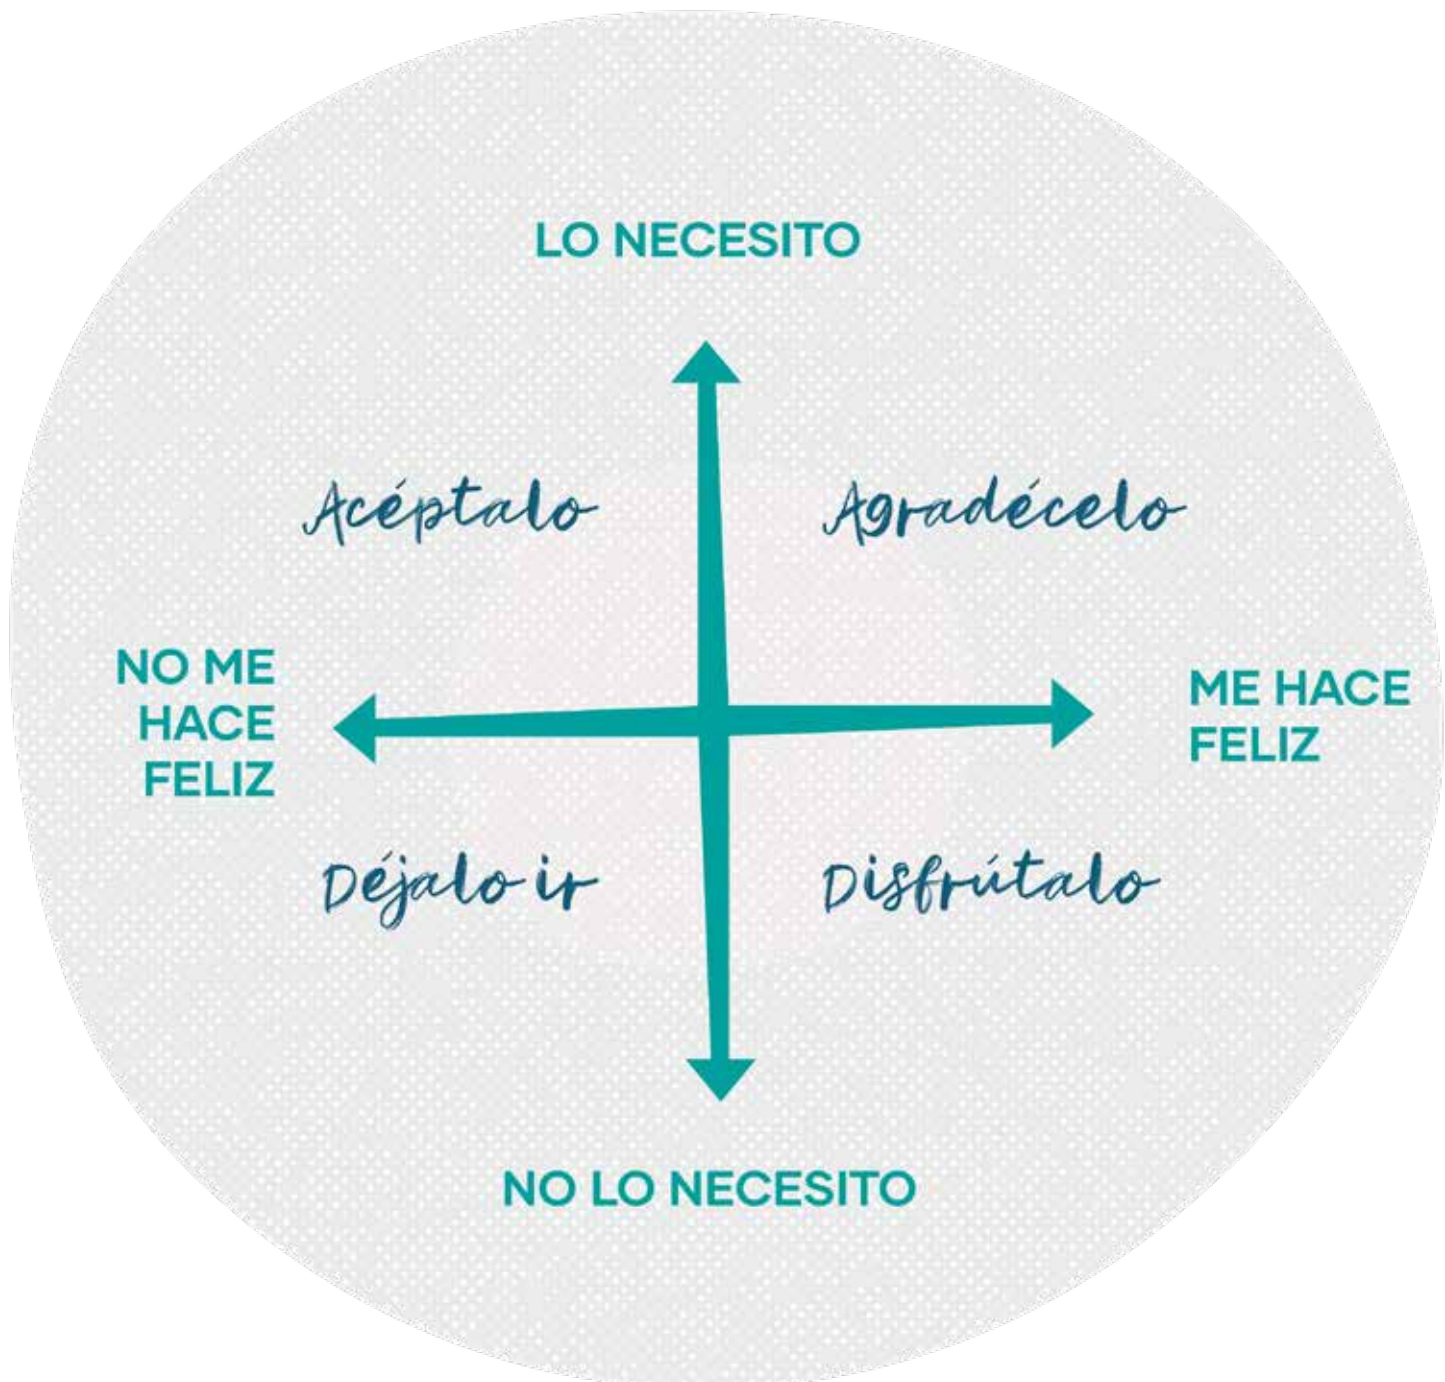 LO NECESITO
Acéptalo
Agradécelo
NO ME
HACE
FELIZ
ME HACE
FELIZ
Déjalo ir
Disfrútalo
NO LO NECESITO